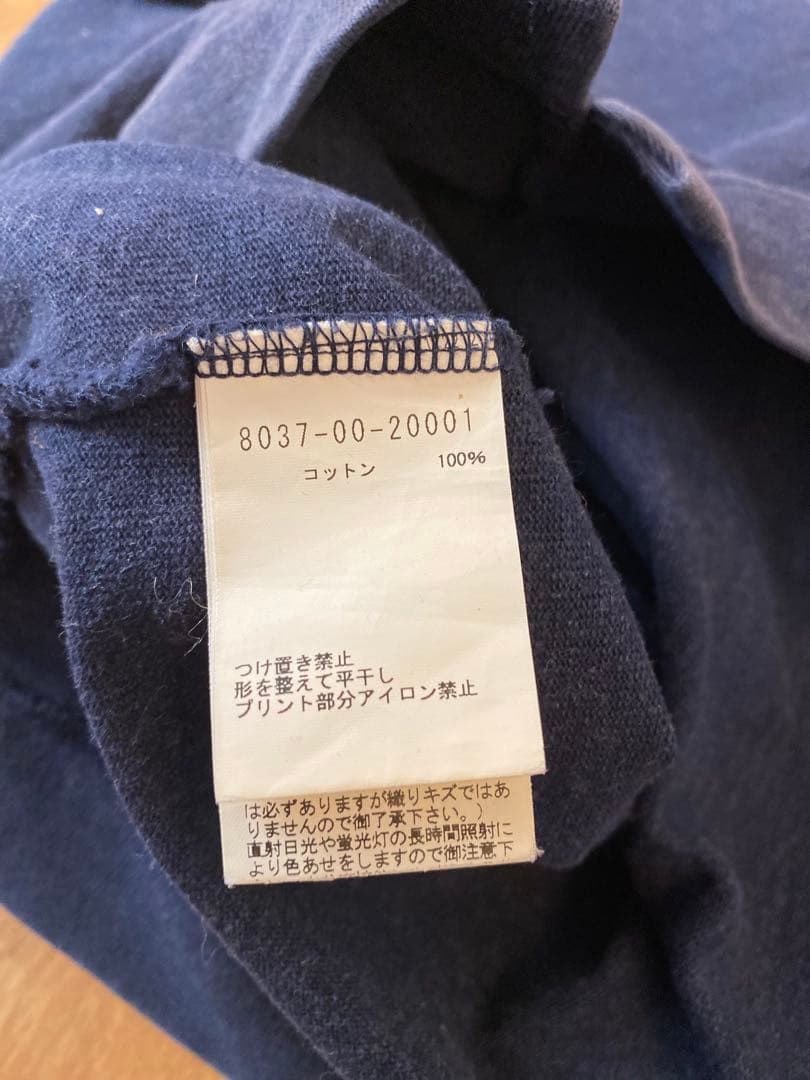 8037-00-20001
コットン 100%
つけ置き禁止
形を整えて平干し
プリント部分アイロン禁止
は必ずありますが織りキズではあ
りませんので御了承下さい。)
直射日光や蛍光灯の長時間照射に
より色あせをしますので御注意下